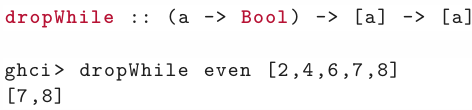 dropWhile :: (a -> Bool) -> [a] -> [a]
ghci> dropWhile even [2,4,6,7,8]
[7,8]